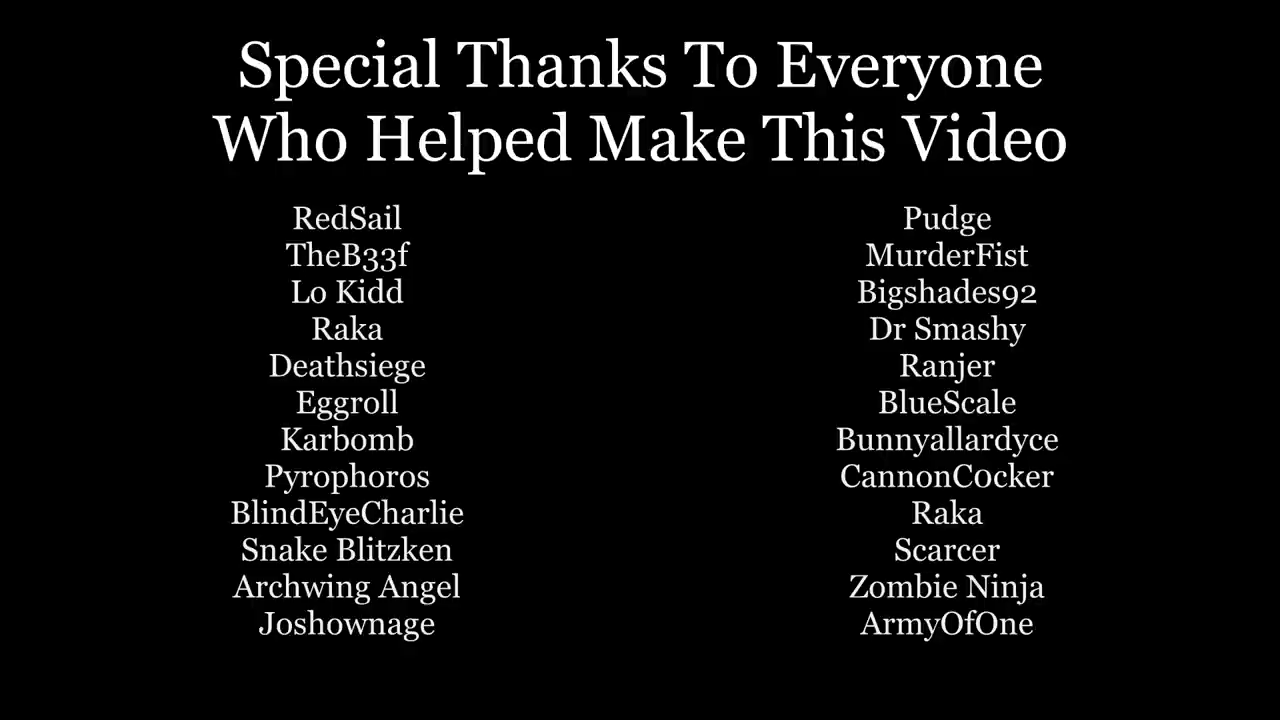 Special Thanks To Everyone
Who Helped Make This Video
RedSail
TheB33f
Lo Kidd
Raka
Deathsiege
Eggroll
Karbomb
Pyrophoros
BlindEyeCharlie
Snake Blitzken
Archwing Angel
Joshownage
Pudge
MurderFist
Bigshades92
Dr Smashy
Ranjer
BlueScale
Bunnyallardyce
CannonC0cker
Raka
Scarcer
Zombie Ninja
ArmyOfOne